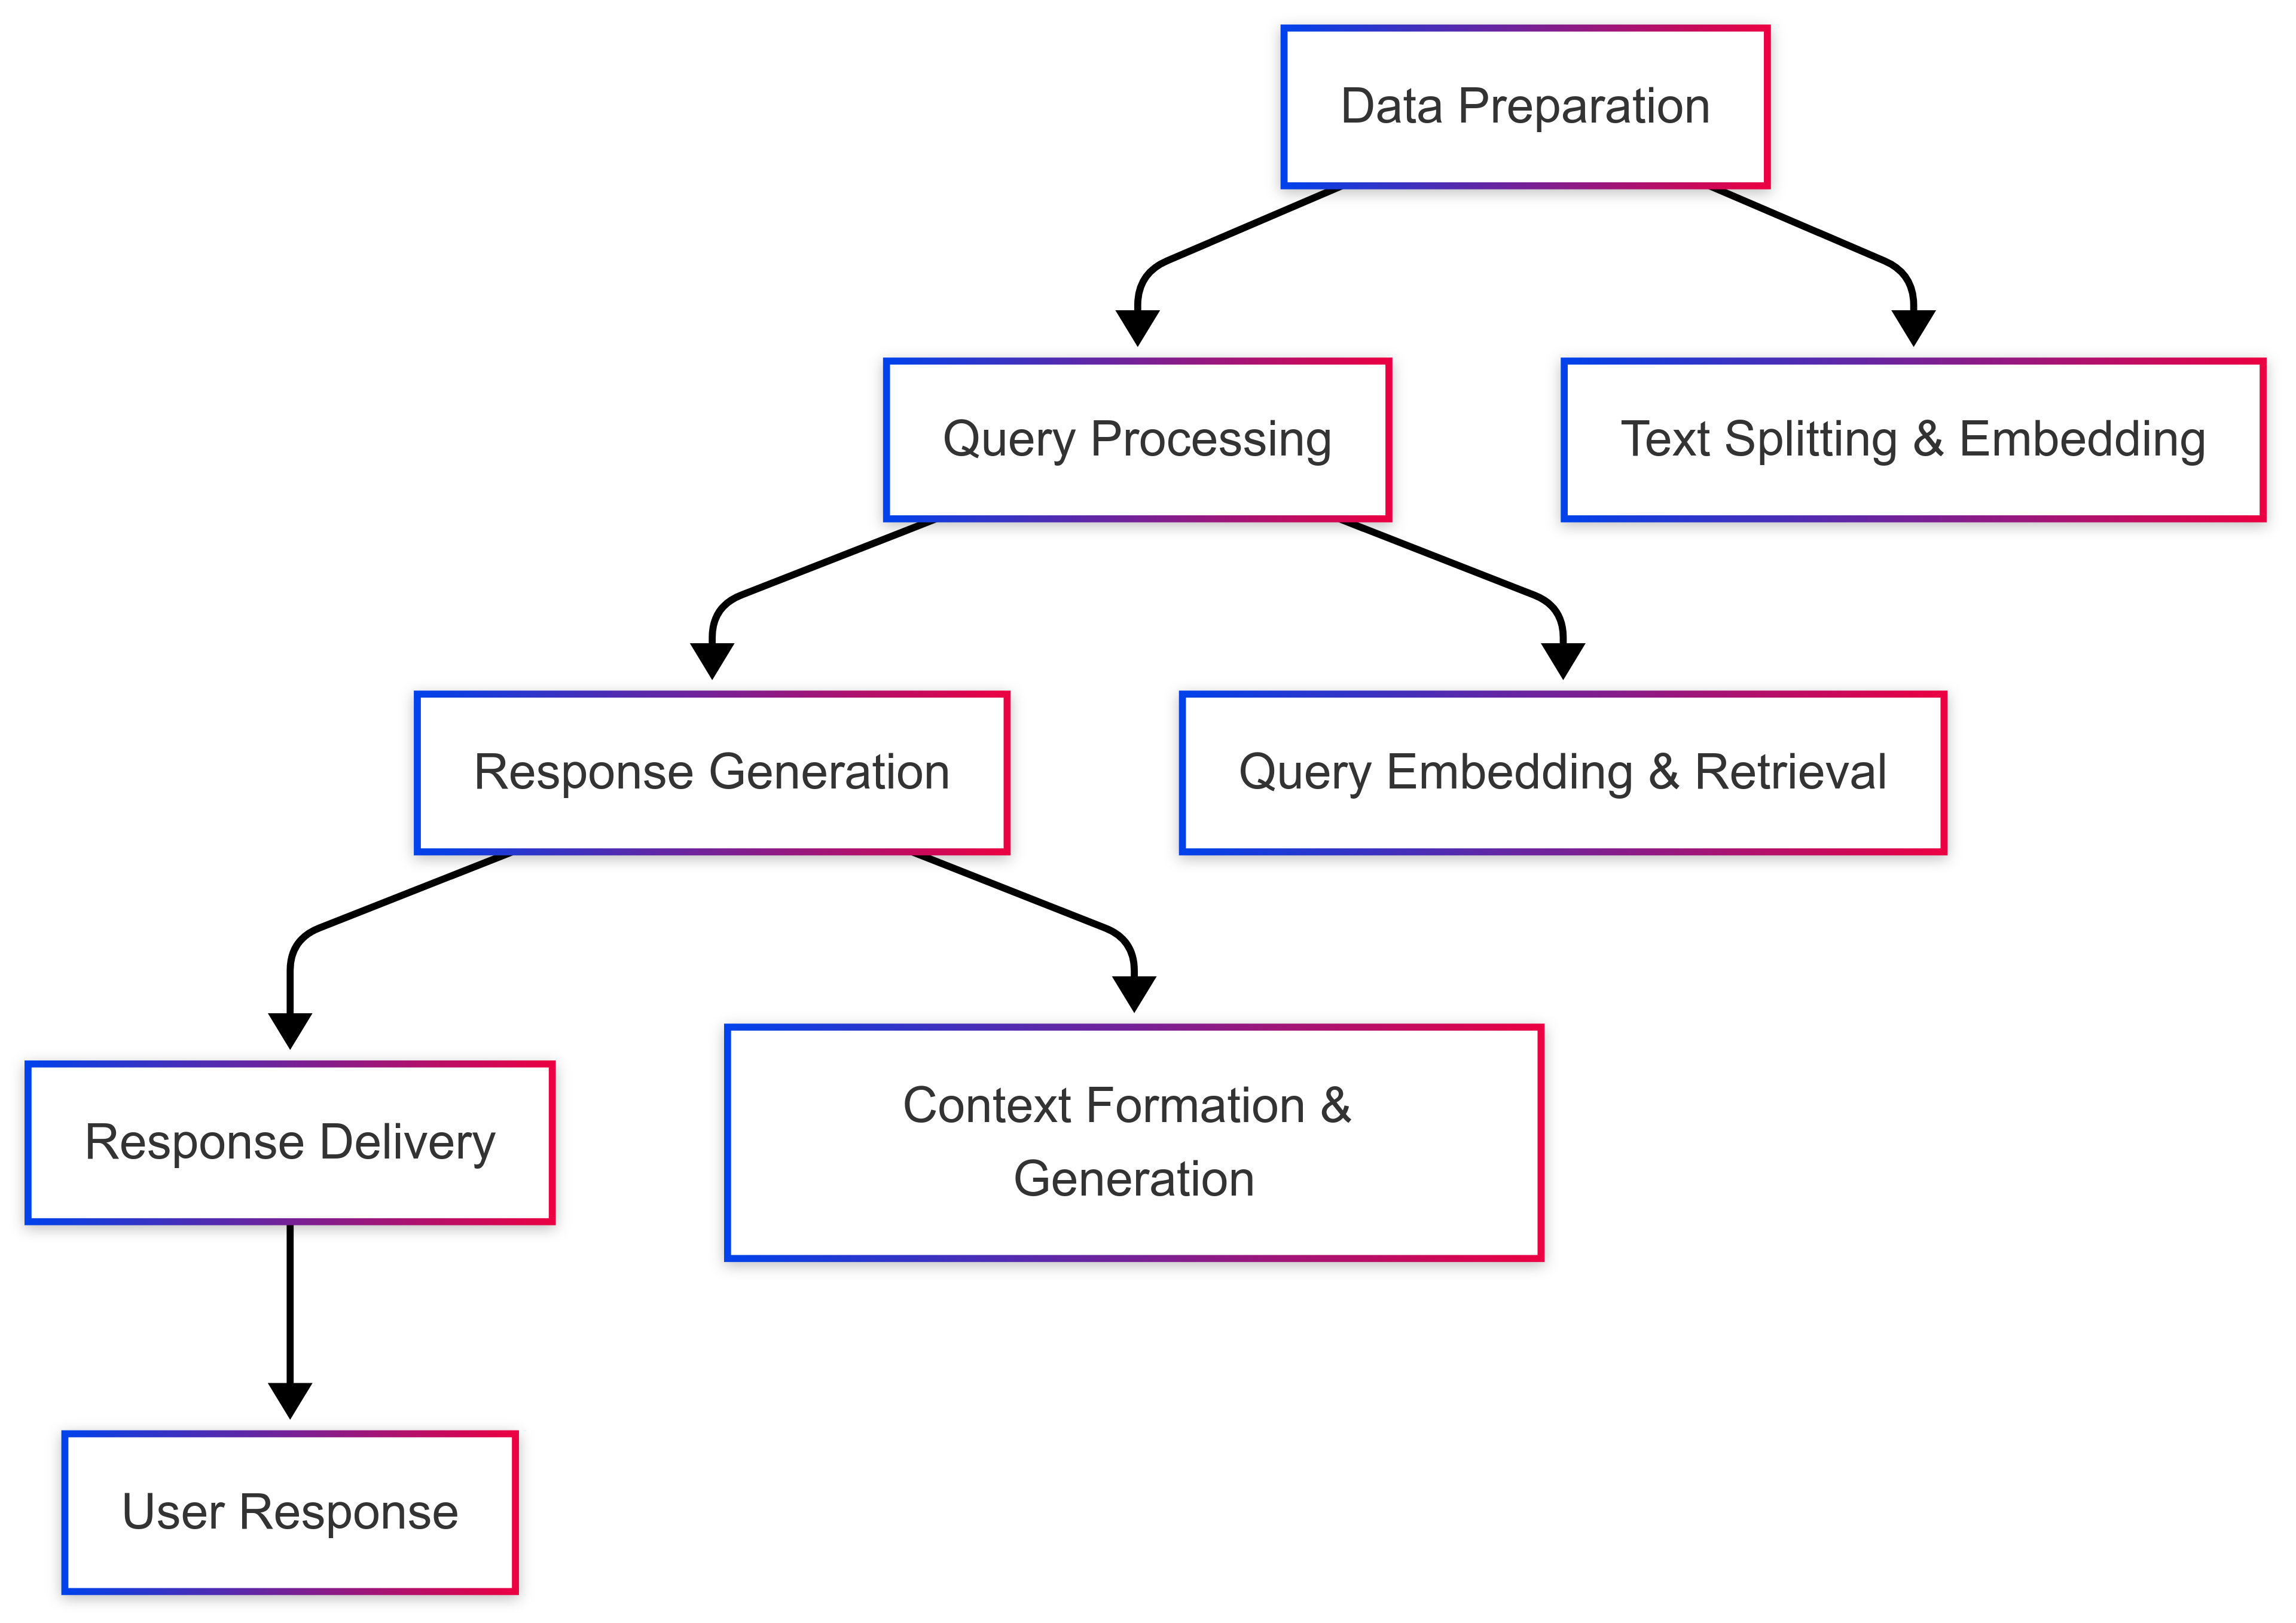 Data Preparation
Query Processing
Text Splitting & Embedding
Response Generation
Query Embedding & Retrieval
Response Delivery
Context Formation &
Generation
User Response